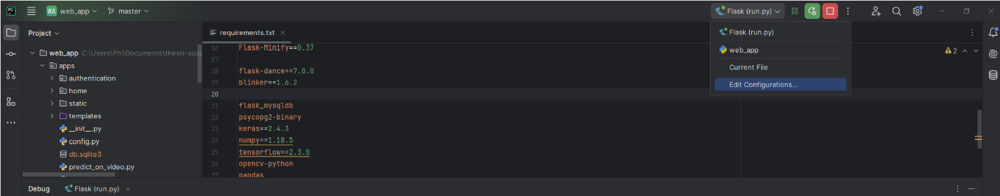 PC WA web_app master Flask (run.py)
Project
requirements.txt
Flask (run.py)
web_app
Current File
Edit Configurations...
2
web_app C:\Users\Phi\Documents\thesis-susp
apps
authentication
home
static
templates
__init__.py
config.py
db.sqlite3
predict_on_video.py
16 Flask-Minify==0.37
17
18 flask-dance==7.0.0
19 blinker==1.6.2
20
21 flask_mysqldb
22 psycopg2-binary
23 keras==2.4.3
24 numpy==1.18.5
25 tensorflow==2.3.0
26 opencv-python
27 pandas
Debug Flask (run.py)